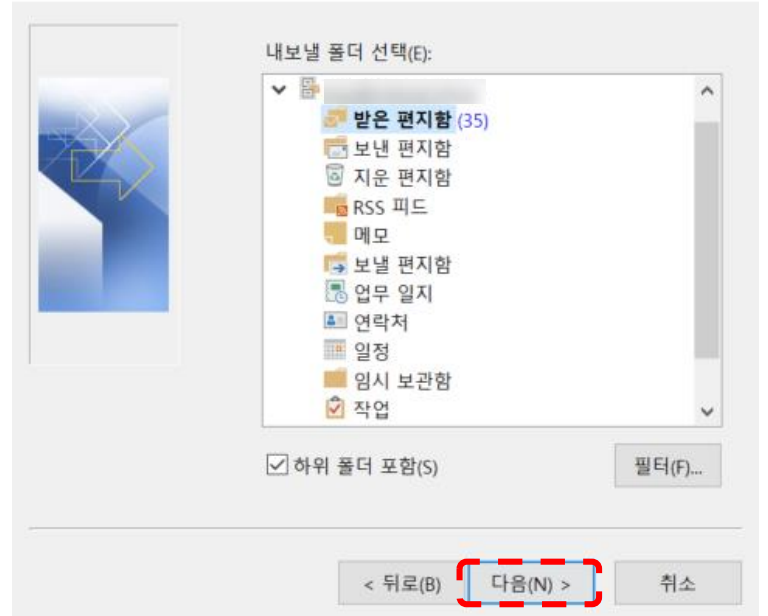 내보낼 폴더 선택(E):
받은 편지함 (35)
보낸 편지함
지운 편지함
RSS 피드
메모
보낼 편지함
업무 일지
연락처
일정
임시 보관함
작업
하위 폴더 포함(S)
필터(F)...
< 뒤로(B)
다음(N) >
취소